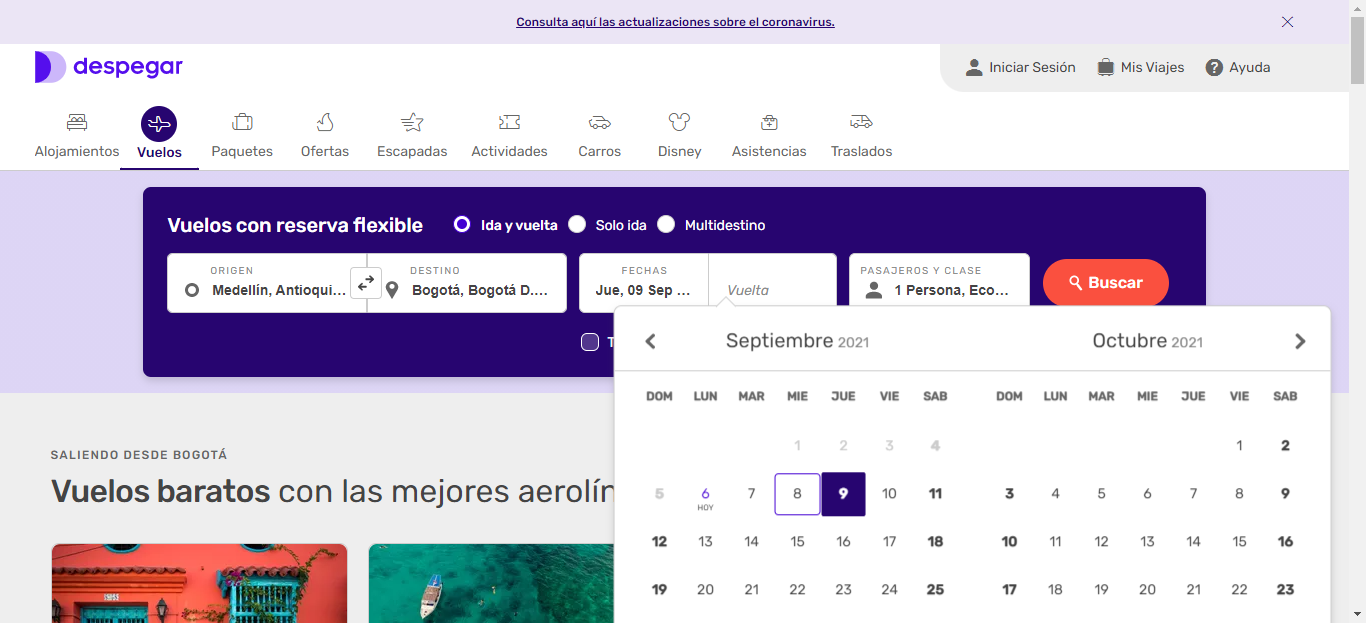 Consulta aquí las actualizaciones sobre el coronavirus.
despegar
Iniciar Sesión Mis Viajes ? Ayuda
Alojamientos Vuelos Paquetes Ofertas Escapadas Actividades Carros Disney Asistencias Traslados
Vuelos con reserva flexible Ida y vuelta Solo ida Multidestino
ORIGEN DESTINO FECHAS PASAJEROS Y CLASE
Medellín, Antioqui... Bogotá, Bogotá D.... Jue, 09 Sep ... Vuelta 1 Persona, Eco... Buscar
T
Septiembre 2021 Octubre 2021
DOM LUN MAR MIE JUE VIE SAB DOM LUN MAR MIE JUE VIE SAB
1 2 3 4 1 2
5 6 7 8 9 10 11 3 4 5 6 7 8 9
HOY
12 13 14 15 16 17 18 10 11 12 13 14 15 16
19 20 21 22 23 24 25 17 18 19 20 21 22 23
SALIENDO DESDE BOGOTÁ
Vuelos baratos con las mejores aerolín